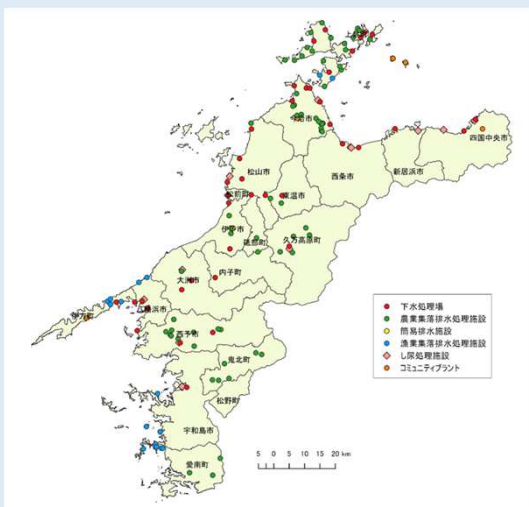 上島町
今治市
四国中央市
新居浜市
西条市
松山市
東温市
松前町
伊予市
砥部町
久万高原町
内子町
大洲市
八幡浜市
伊方町
西予市
鬼北町
松野町
宇和島市
愛南町
下水処理場
農業集落排水処理施設
簡易排水施設
漁業集落排水処理施設
し尿処理施設
コミュニティプラント
5 0 5 10 15 20 km